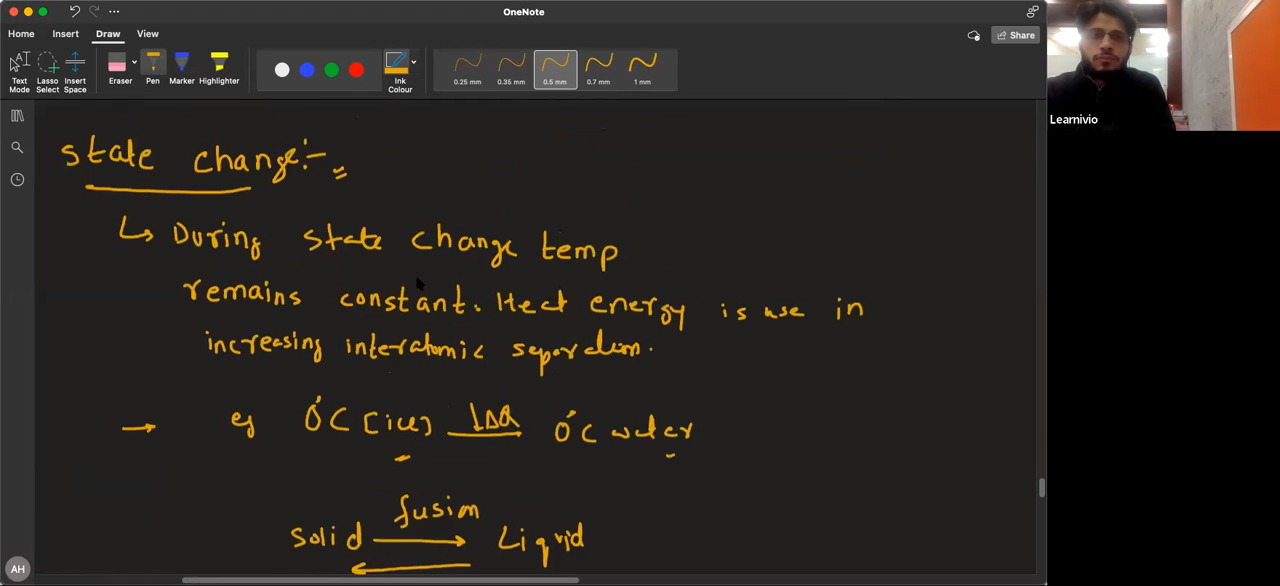 OneNote
Home Insert Draw View
Share
Text Mode
Lasso Select
Insert Space
Eraser
Pen
Marker
Highlighter
Ink Colour
0.25 mm
0.35 mm
0.5 mm
0.7 mm
1 mm
Learnivio
state change:-
↳ During state change temp
remains constant. Heat energy is use in
increasing interatomic separation.
→ eg 0°C [ice] ΔQ 0°C water
fusion
Solid → Liquid
AH